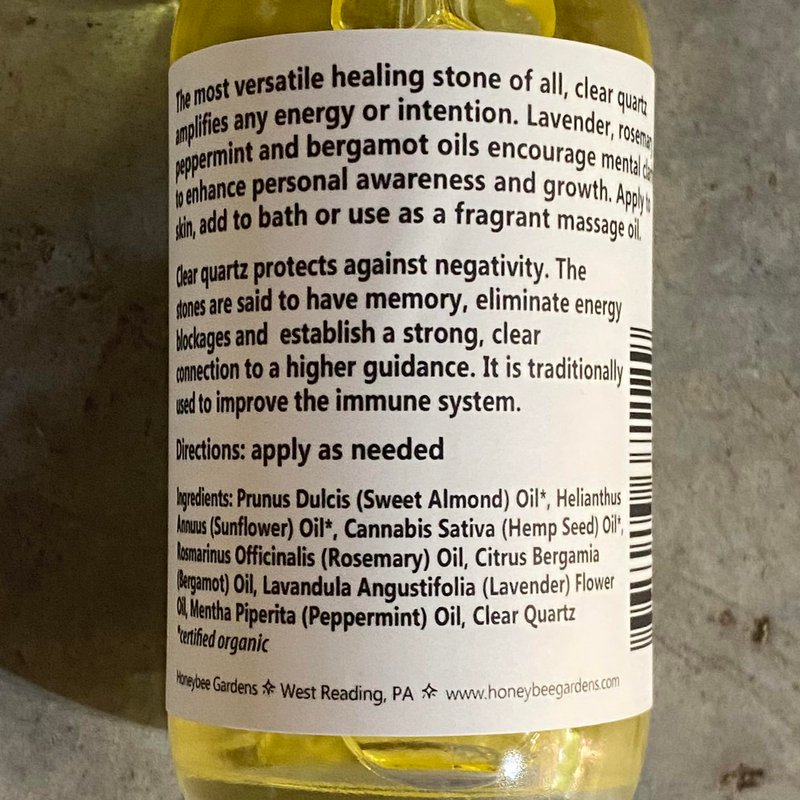 The most versatile healing stone of all, clear quartz
amplifies any energy or intention. Lavender, rosemary
peppermint and bergamot oils encourage mental clarity
to enhance personal awareness and growth. Apply to
skin, add to bath or use as a fragrant massage oil.
Clear quartz protects against negativity. The
stones are said to have memory, eliminate energy
blockages and establish a strong, clear
connection to a higher guidance. It is traditionally
used to improve the immune system.
Directions: apply as needed
Ingredients: Prunus Dulcis (Sweet Almond) Oil*, Helianthus
Annuus (Sunflower) Oil*, Cannabis Sativa (Hemp Seed) Oil*,
Rosmarinus Officinalis (Rosemary) Oil, Citrus Bergamia
(Bergamot) Oil, Lavandula Angustifolia (Lavender) Flower
Oil, Mentha Piperita (Peppermint) Oil, Clear Quartz
*certified organic
Honeybee Gardens ✧ West Reading, PA ✧ www.honeybeegardens.com